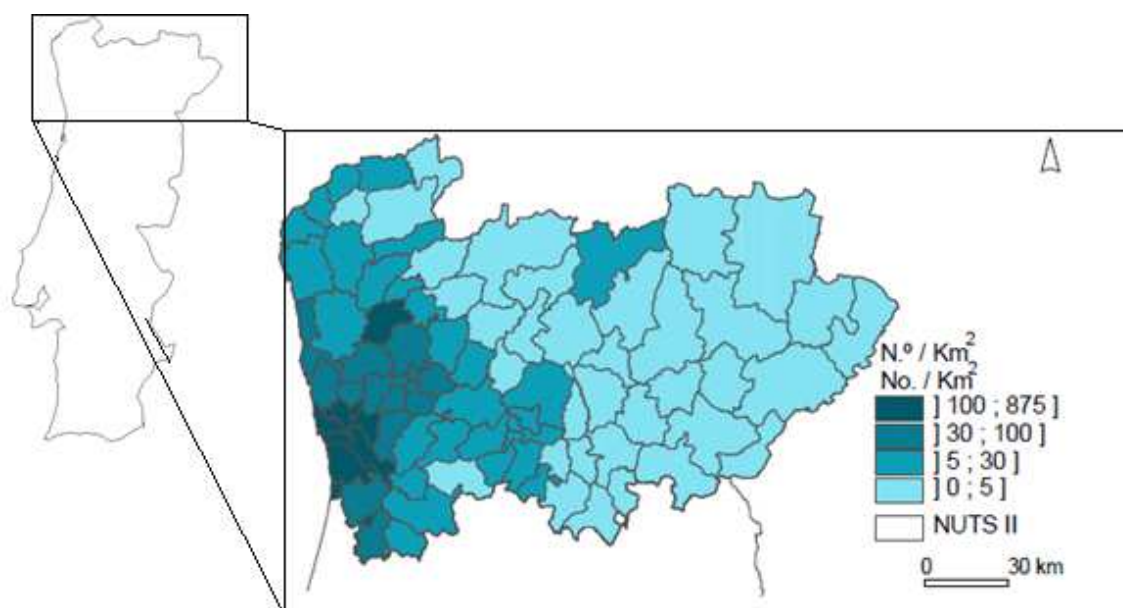 N.º / Km²
No. / Km²
] 100 ; 875 ]
] 30 ; 100 ]
] 5 ; 30 ]
] 0 ; 5 ]
NUTS II
0 30 km